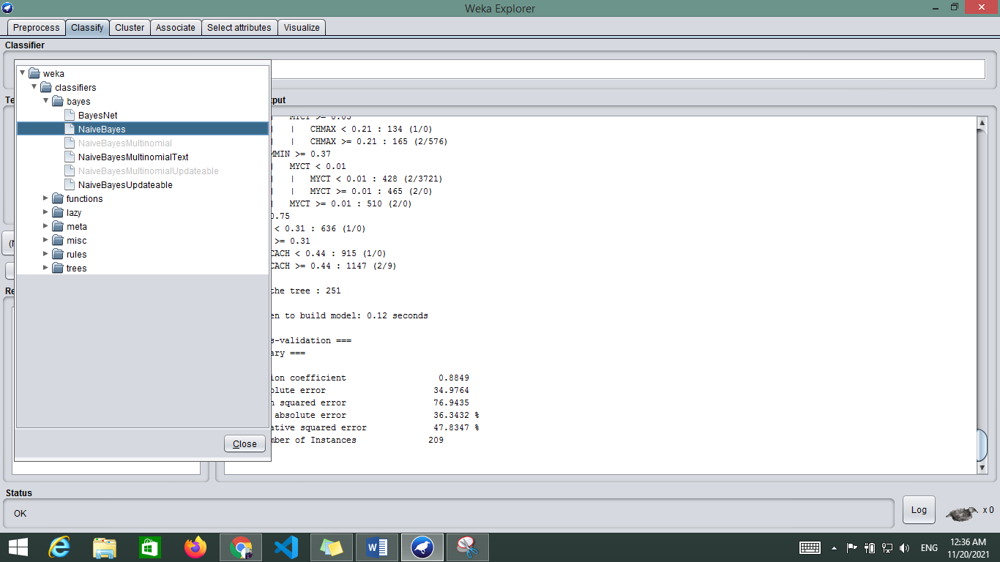 Weka Explorer
Preprocess Classify Cluster Associate Select attributes Visualize
Classifier
weka
classifiers
bayes
BayesNet
NaiveBayes
NaiveBayesMultinomial
NaiveBayesMultinomialText
NaiveBayesMultinomialUpdateable
NaiveBayesUpdateable
functions
lazy
meta
misc
rules
trees
Close
Te
(N
Re
put
MYCT >= 0.03
| | CHMAX < 0.21 : 134 (1/0)
| | CHMAX >= 0.21 : 165 (2/576)
MMIN >= 0.37
| MYCT < 0.01
| | MYCT < 0.01 : 428 (2/3721)
| | MYCT >= 0.01 : 465 (2/0)
| MYCT >= 0.01 : 510 (2/0)
0.75
< 0.31 : 636 (1/0)
>= 0.31
CACH < 0.44 : 915 (1/0)
CACH >= 0.44 : 1147 (2/9)
the tree : 251
en to build model: 0.12 seconds
s-validation ===
ary ===
ion coefficient 0.8849
olute error 34.9764
n squared error 76.9435
absolute error 36.3432 %
ative squared error 47.8347 %
mber of Instances 209
Status
OK
Log
x 0
ENG
12:36 AM
11/20/2021